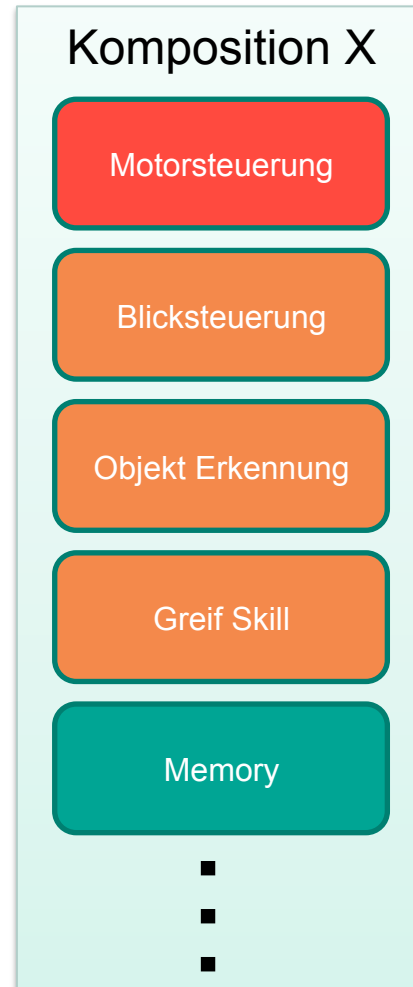 Komposition X
Motorsteuerung
Blicksteuerung
Objekt Erkennung
Greif Skill
Memory